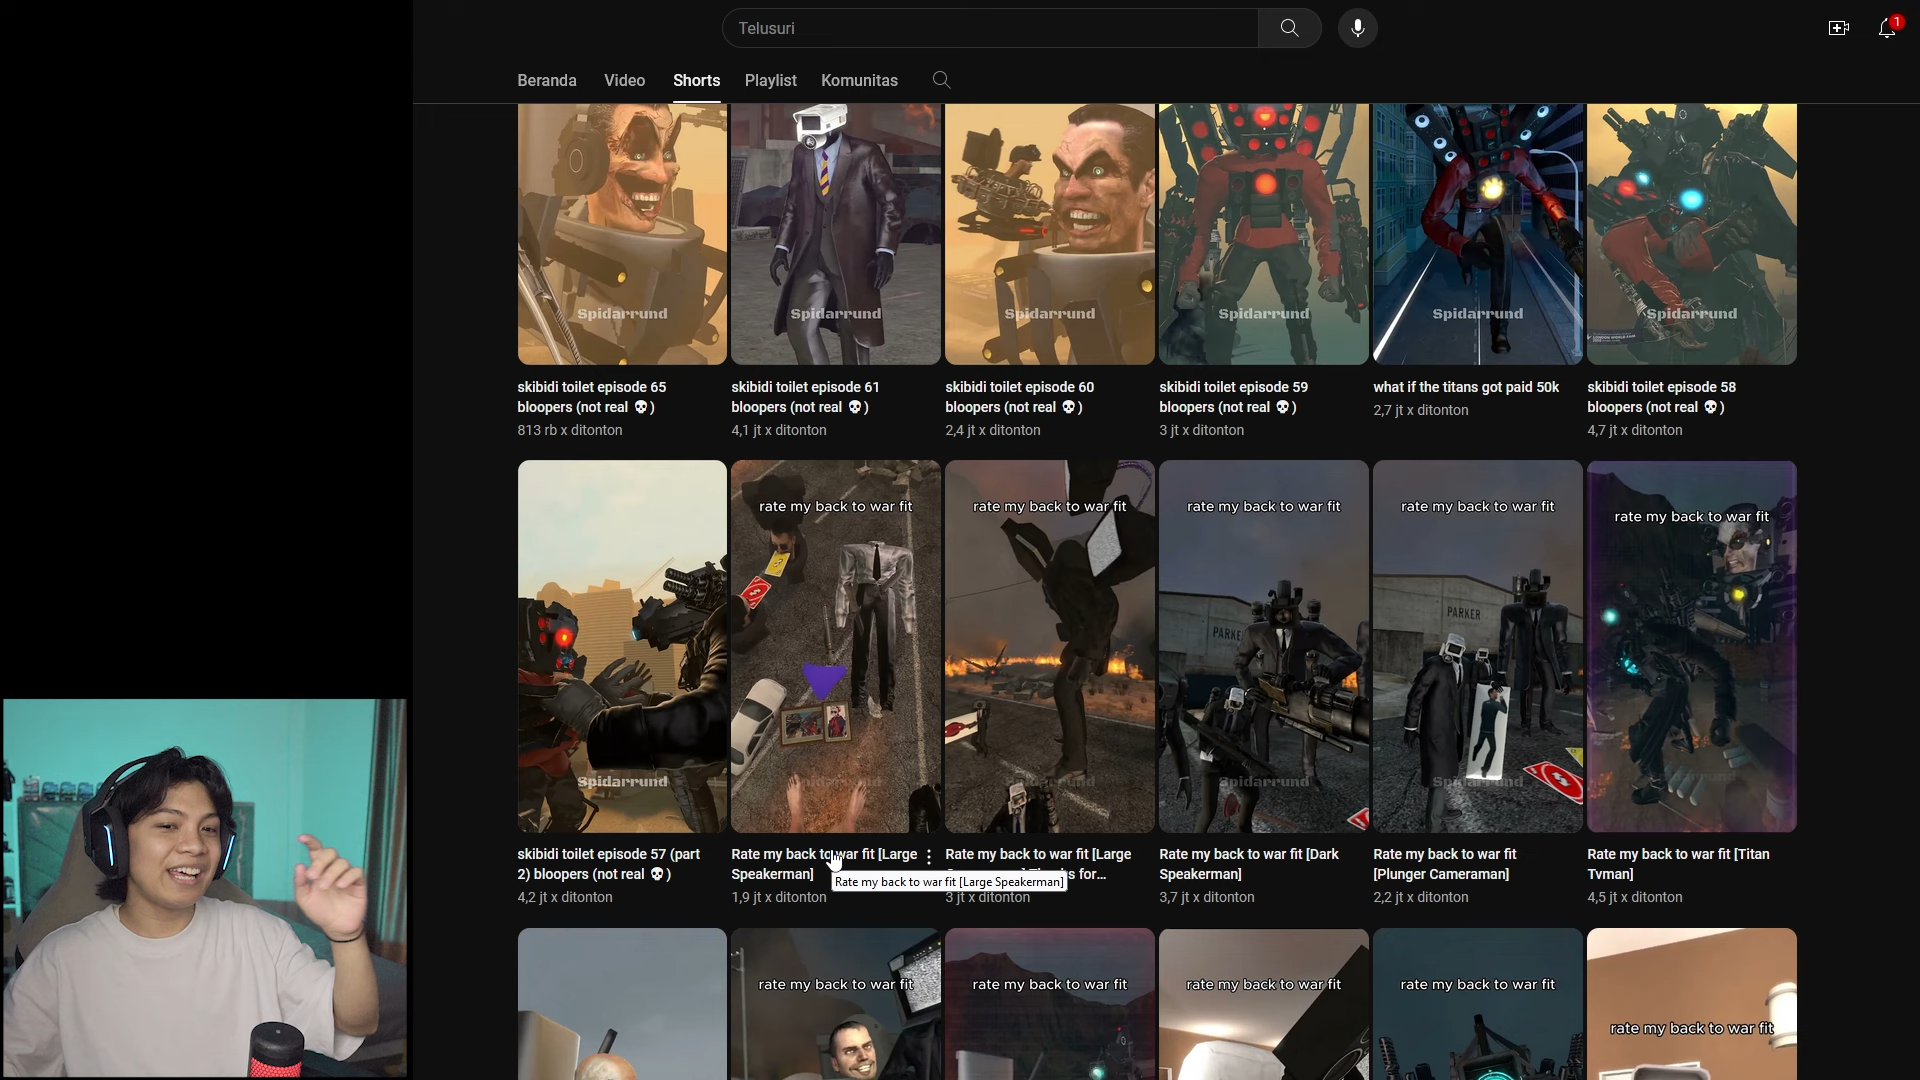 Telusuri
1
Beranda
Video
Shorts
Playlist
Komunitas
Spidarrund
Spidarrund
Spidarrund
Spidarrund
Spidarrund
Spidarrund
skibidi toilet episode 65
bloopers (not real 💀)
813 rb x ditonton
skibidi toilet episode 61
bloopers (not real 💀)
4,1 jt x ditonton
skibidi toilet episode 60
bloopers (not real 💀)
2,4 jt x ditonton
skibidi toilet episode 59
bloopers (not real 💀)
3 jt x ditonton
what if the titans got paid 50k
2,7 jt x ditonton
skibidi toilet episode 58
bloopers (not real 💀)
4,7 jt x ditonton
rate my back to war fit
rate my back to war fit
rate my back to war fit
rate my back to war fit
rate my back to war fit
PARKE
PARKER
Spidarrund
Spidarrund
Spidarrund
Spidarrund
Spidarrund
skibidi toilet episode 57 (part
2) bloopers (not real 💀)
4,2 jt x ditonton
Rate my back to war fit [Large
Speakerman]
1,9 jt x ditonton
Rate my back to war fit [Large Speakerman]
Rate my back to war fit [Large
for...
3 jt x ditonton
Rate my back to war fit [Dark
Speakerman]
3,7 jt x ditonton
Rate my back to war fit
[Plunger Cameraman]
2,2 jt x ditonton
Rate my back to war fit [Titan
Tvman]
4,5 jt x ditonton
rate my back to war fit
rate my back to war fit
rate my back to war fit
rate my back to war fit
rate my back to war fit